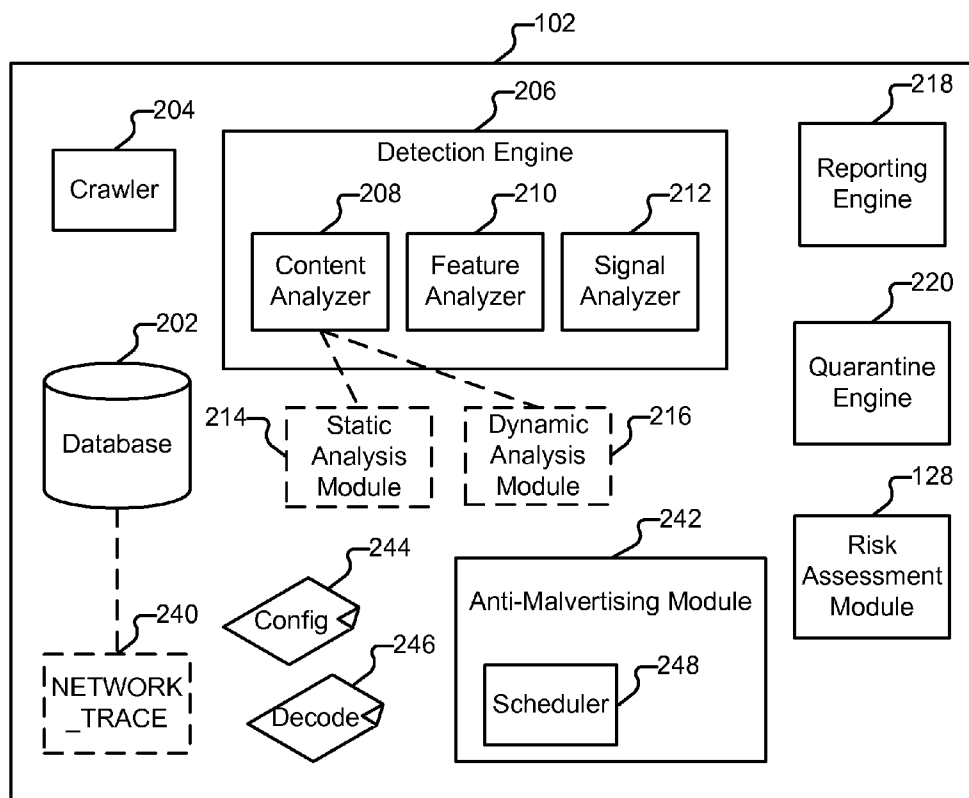 102
204
Crawler
206
Detection Engine
208
Content
Analyzer
210
Feature
Analyzer
212
Signal
Analyzer
218
Reporting
Engine
202
Database
214
Static
Analysis
Module
Dynamic
Analysis
Module
216
220
Quarantine
Engine
128
Risk
Assessment
Module
240
NETWORK
_TRACE
244
Config
246
Decode
242
Anti-Malvertising Module
248
Scheduler